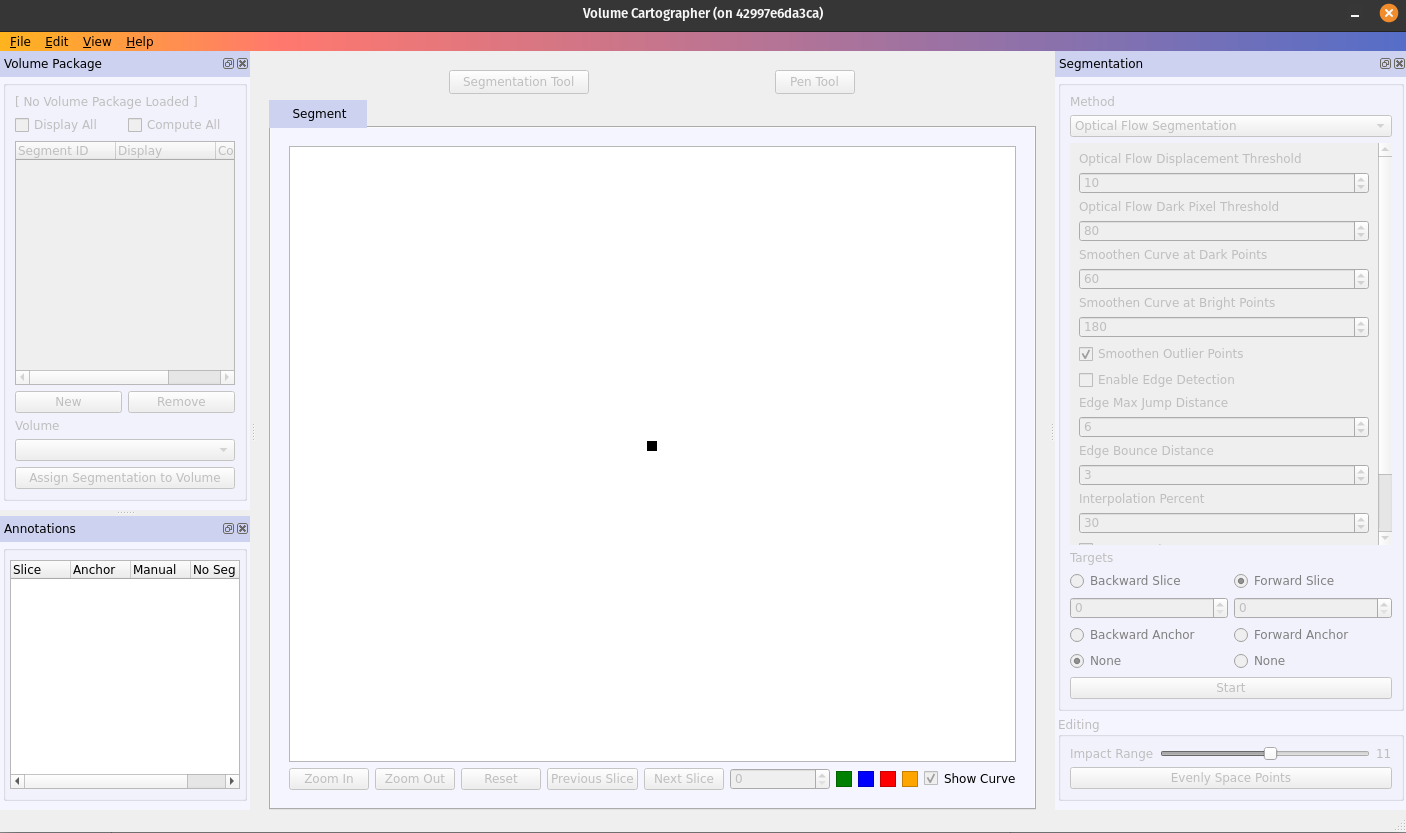 Volume Cartographer (on 42997e6da3ca)
File Edit View Help
Volume Package
[ No Volume Package Loaded ]
Display All Compute All
Segment ID Display Co
New Remove
Volume
Assign Segmentation to Volume
Annotations
Slice Anchor Manual No Seg
Segmentation Tool Pen Tool
Segment
Zoom In Zoom Out Reset Previous Slice Next Slice 0 Show Curve
Segmentation
Method
Optical Flow Segmentation
Optical Flow Displacement Threshold
10
Optical Flow Dark Pixel Threshold
80
Smoothen Curve at Dark Points
60
Smoothen Curve at Bright Points
180
Smoothen Outlier Points
Enable Edge Detection
Edge Max Jump Distance
6
Edge Bounce Distance
3
Interpolation Percent
30
Targets
Backward Slice Forward Slice
0 0
Backward Anchor Forward Anchor
None None
Start
Editing
Impact Range 11
Evenly Space Points